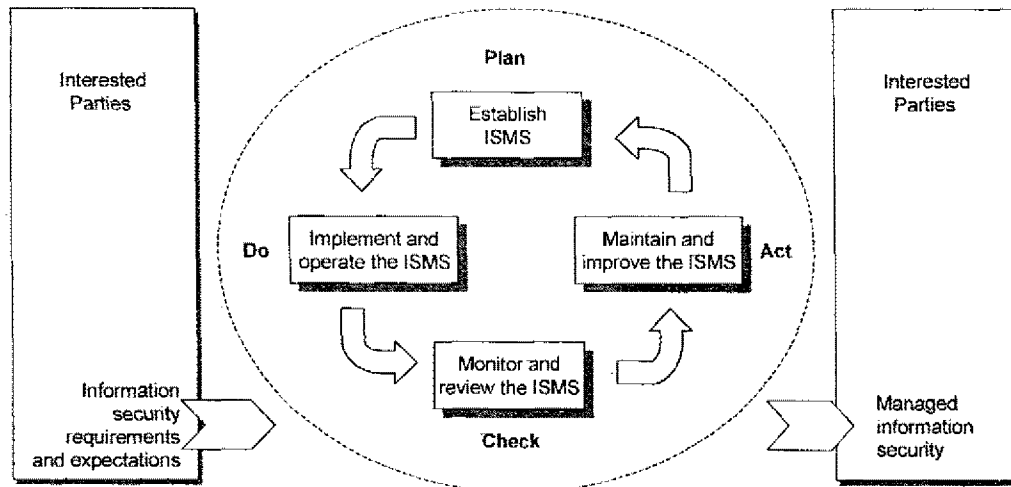 Interested
Parties
Plan
Establish
ISMS
Interested
Parties
Do
Implement and
operate the ISMS
Maintain and
improve the ISMS
Act
Monitor and
review the ISMS
Check
Information
security
requirements
and expectations
Managed
information
security